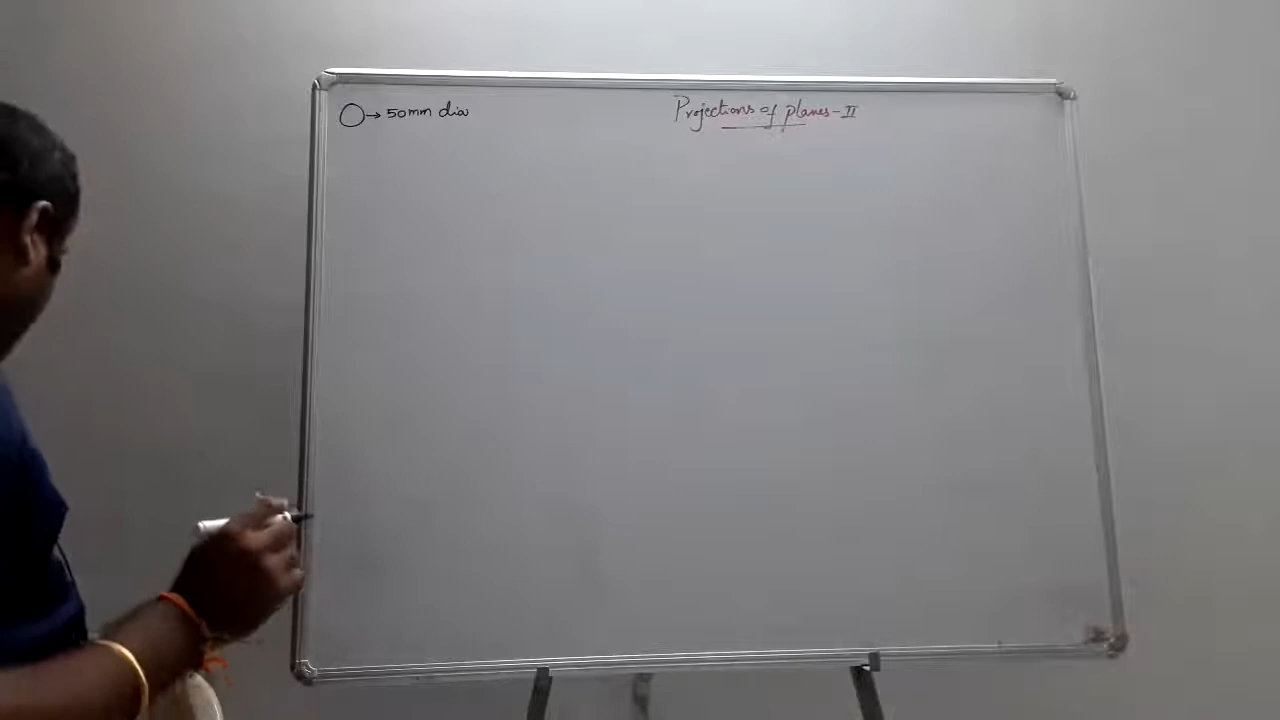 → 50mm dia
Projections of planes - II